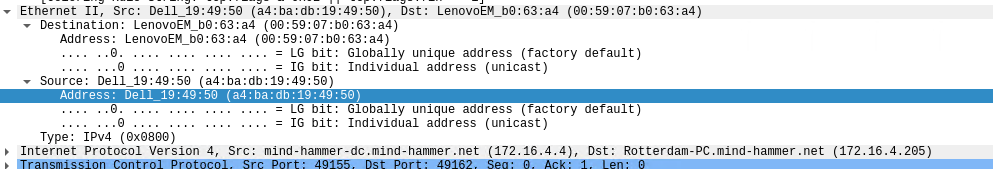 Ethernet II, Src: Dell_19:49:50 (a4:ba:db:19:49:50), Dst: LenovoEM_b0:63:a4 (00:59:07:b0:63:a4)
Destination: LenovoEM_b0:63:a4 (00:59:07:b0:63:a4)
Address: LenovoEM_b0:63:a4 (00:59:07:b0:63:a4)
.... ..0. .... .... .... .... = LG bit: Globally unique address (factory default)
.... ...0 .... .... .... .... = IG bit: Individual address (unicast)
Source: Dell_19:49:50 (a4:ba:db:19:49:50)
Address: Dell_19:49:50 (a4:ba:db:19:49:50)
.... ..0. .... .... .... .... = LG bit: Globally unique address (factory default)
.... ...0 .... .... .... .... = IG bit: Individual address (unicast)
Type: IPv4 (0x0800)
Internet Protocol Version 4, Src: mind-hammer-dc.mind-hammer.net (172.16.4.4), Dst: Rotterdam-PC.mind-hammer.net (172.16.4.205)
Transmission Control Protocol, Src Port: 49155, Dst Port: 49162, Seq: 0, Ack: 1, Len: 0